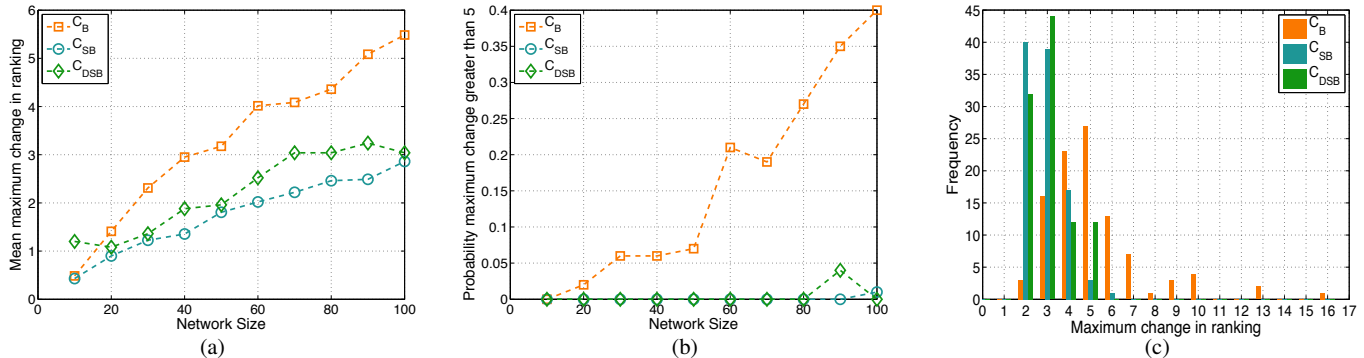 Mean maximum change in ranking
6
5
4
3
2
1
0
C_B
C_SB
C_DSB
0 20 40 60 80 100
Network Size
(a)
Probability maximum change greater than 5
0.4
0.35
0.3
0.25
0.2
0.15
0.1
0.05
0
C_B
C_SB
C_DSB
0 20 40 60 80 100
Network Size
(b)
Frequency
45
40
35
30
25
20
15
10
5
0
C_B
C_SB
C_DSB
0 1 2 3 4 5 6 7 8 9 10 11 12 13 14 15 16 17
Maximum change in ranking
(c)